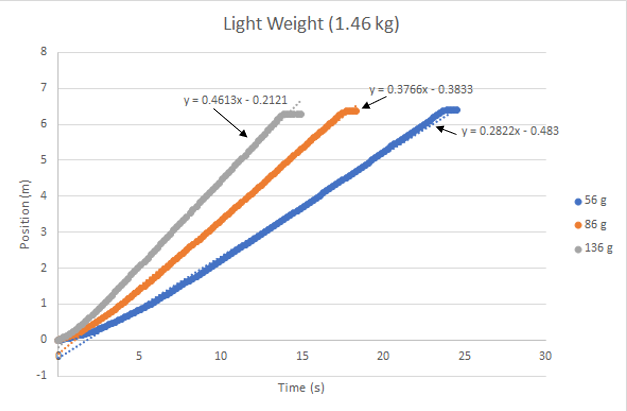 Light Weight (1.46 kg)
8
7
6
5
4
3
2
1
0
-1
Position (m)
y = 0.4613x - 0.2121
y = 0.3766x - 0.3833
y = 0.2822x - 0.483
56 g
86 g
136 g
0 5 10 15 20 25 30
Time (s)